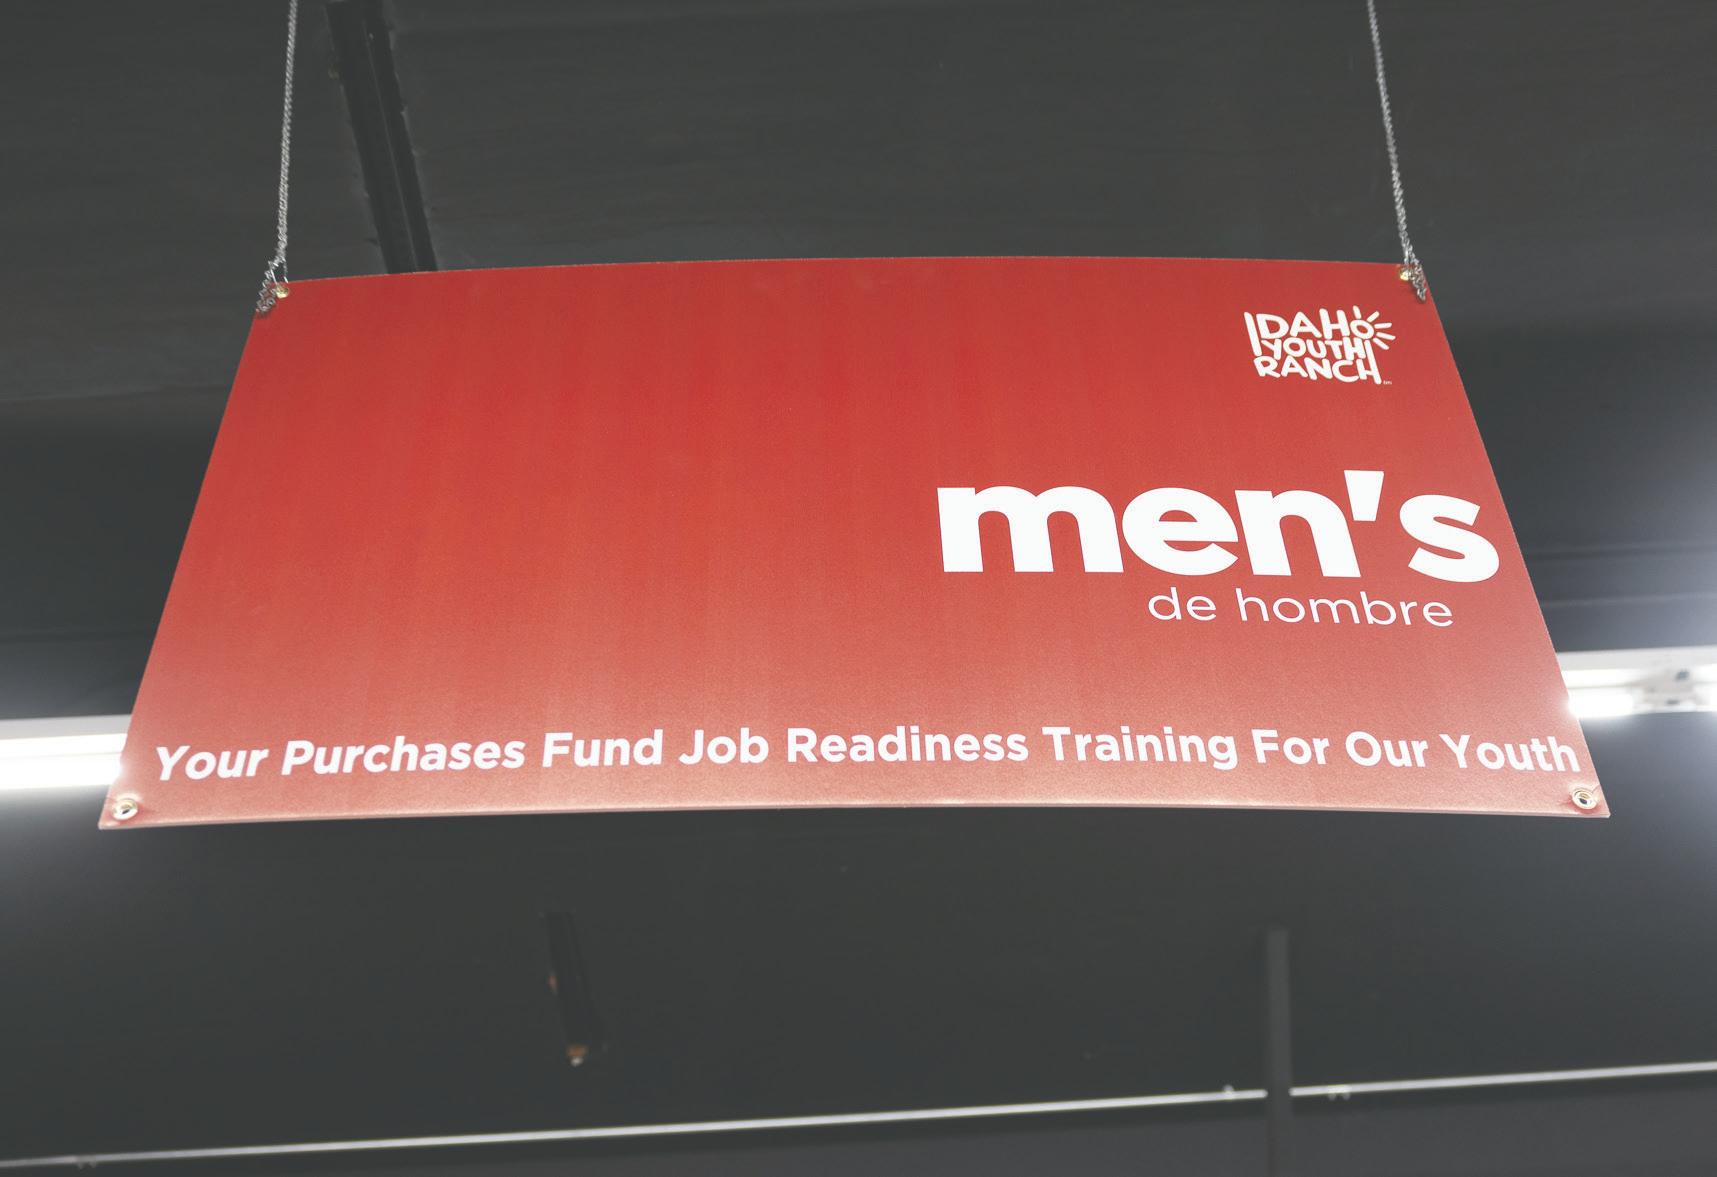 IDAHO
YOUTH
RANCH
men's
de hombre
Your Purchases Fund Job Readiness Training For Our Youth